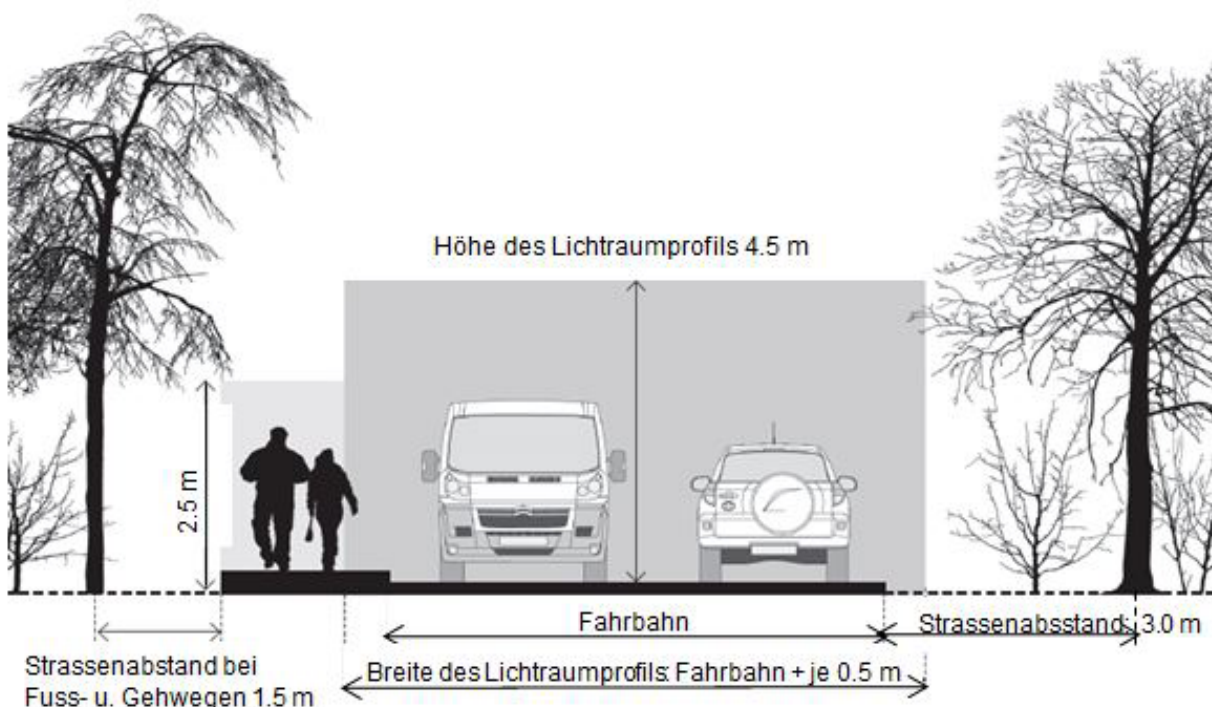 Höhe des Lichtraumprofils 4.5 m
2.5 m
Fahrbahn
Strassenabsstand: 3.0 m
Strassenabstand bei
Fuss- u. Gehwegen 1.5 m
Breite des Lichtraumprofils: Fahrbahn + je 0.5 m